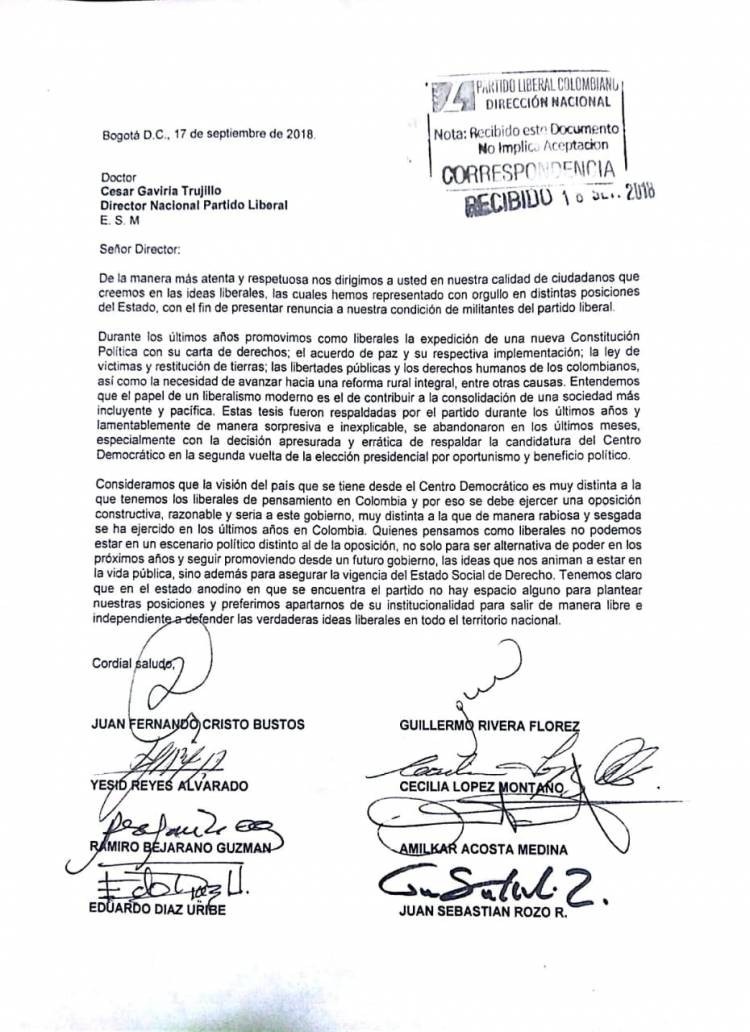 PARTIDO LIBERAL COLOMBIANO
DIRECCIÓN NACIONAL
Nota: Recibido este Documento
No Implica Aceptacion
CORRESPONDENCIA
RECIBIDO 2018
Bogotá D.C., 17 de septiembre de 2018.
Doctor
Cesar Gaviria Trujillo
Director Nacional Partido Liberal
E. S. M
Señor Director:
De la manera más atenta y respetuosa nos dirigimos a usted en nuestra calidad de ciudadanos que
creemos en las ideas liberales, las cuales hemos representado con orgullo en distintas posiciones
del Estado, con el fin de presentar renuncia a nuestra condición de militantes del partido liberal.
Durante los últimos años promovimos como liberales la expedición de una nueva Constitución
Política con su carta de derechos; el acuerdo de paz y su respectiva implementación; la ley de
victimas y restitución de tierras; las libertades públicas y los derechos humanos de los colombianos,
así como la necesidad de avanzar hacia una reforma rural integral, entre otras causas. Entendemos
que el papel de un liberalismo moderno es el de contribuir a la consolidación de una sociedad más
incluyente y pacífica. Estas tesis fueron respaldadas por el partido durante los últimos años y
lamentablemente de manera sorpresiva e inexplicable, se abandonaron en los últimos meses,
especialmente con la decisión apresurada y errática de respaldar la candidatura del Centro
Democrático en la segunda vuelta de la elección presidencial por oportunismo y beneficio político.
Consideramos que la visión del país que se tiene desde el Centro Democrático es muy distinta a la
que tenemos los liberales de pensamiento en Colombia y por eso se debe ejercer una oposición
constructiva, razonable y seria a este gobierno, muy distinta a la que de manera rabiosa y sesgada
se ha ejercido en los últimos años en Colombia. Quienes pensamos como liberales no podemos
estar en un escenario político distinto al de la oposición, no solo para ser alternativa de poder en los
próximos años y seguir promoviendo desde un futuro gobierno, las ideas que nos animan a estar en
la vida pública, sino además para asegurar la vigencia del Estado Social de Derecho. Tenemos claro
que en el estado anodino en que se encuentra el partido no hay espacio alguno para plantear
nuestras posiciones y preferimos apartarnos de su institucionalidad para salir de manera libre e
independiente a defender las verdaderas ideas liberales en todo el territorio nacional.
Cordial saludo,
JUAN FERNANDO CRISTO BUSTOS
GUILLERMO RIVERA FLOREZ
YESID REYES ALVARADO
CECILIA LOPEZ MONTAÑO
RAMIRO BEJARANO GUZMAN
AMILKAR ACOSTA MEDINA
EDUARDO DIAZ URIBE
JUAN SEBASTIAN ROZO R.